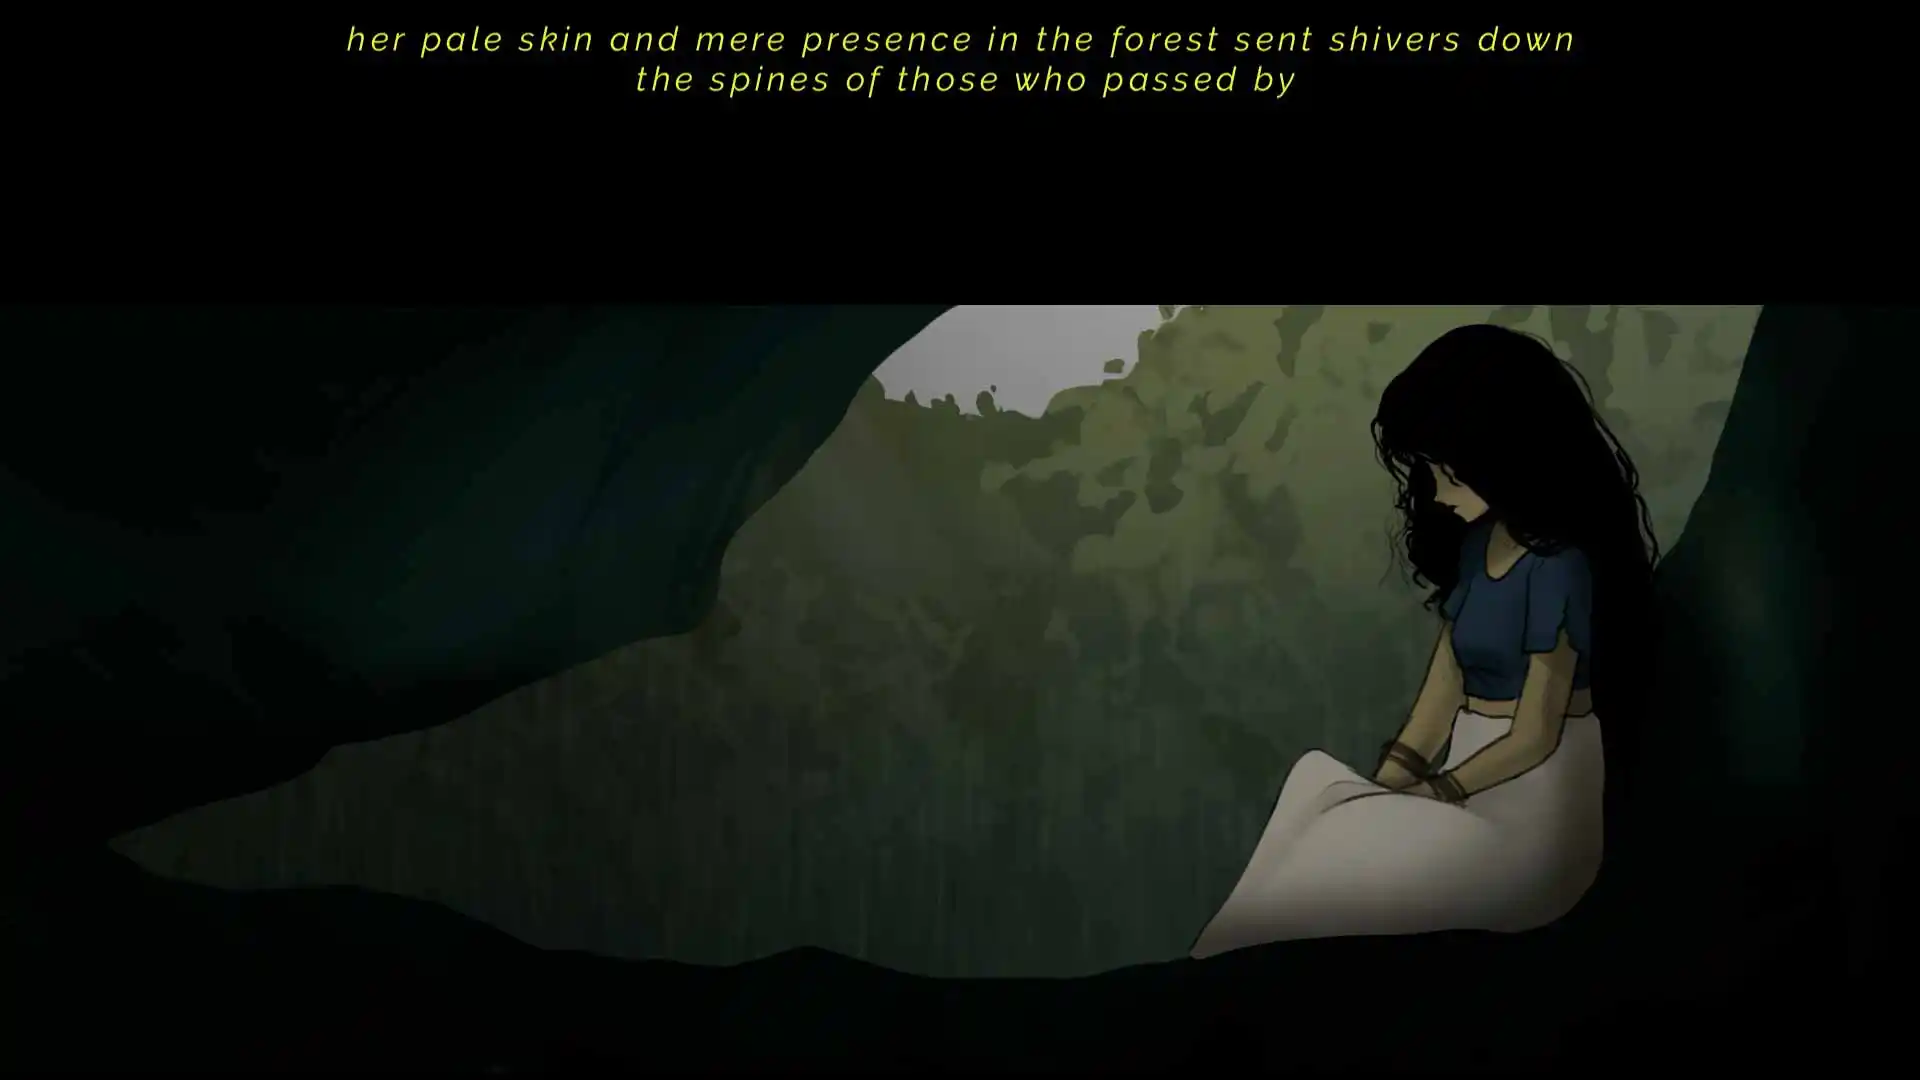 her pale skin and mere presence in the forest sent shivers down
the spines of those who passed by